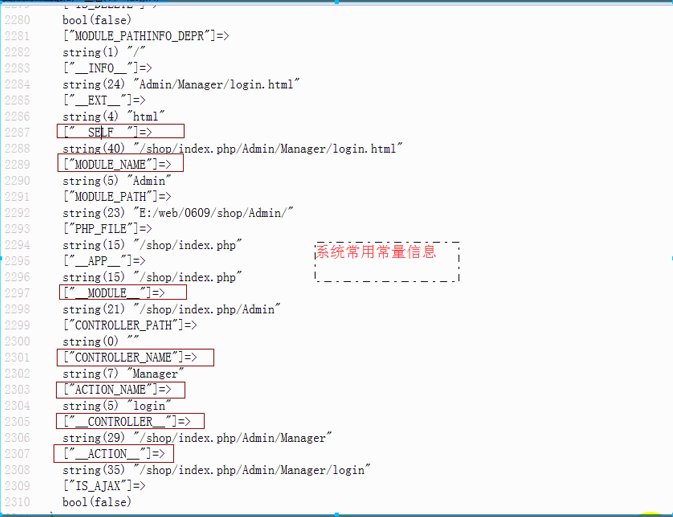 2280 bool(false)
2281 ["MODULE_PATHINFO_DEPR"]=>
2282 string(1) "/"
2283 ["__INFO__"]=>
2284 string(24) "Admin/Manager/login.html"
2285 ["__EXT__"]=>
2286 string(4) "html"
2287 ["__SELF__"]=>
2288 string(40) "/shop/index.php/Admin/Manager/login.html"
2289 ["MODULE_NAME"]=>
2290 string(5) "Admin"
2291 ["MODULE_PATH"]=>
2292 string(23) "E:/web/0609/shop/Admin/"
2293 ["PHP_FILE"]=>
2294 string(15) "/shop/index.php"
系统常用常量信息
2295 ["__APP__"]=>
2296 string(15) "/shop/index.php"
2297 ["__MODULE__"]=>
2298 string(21) "/shop/index.php/Admin"
2299 ["CONTROLLER_PATH"]=>
2300 string(0) ""
2301 ["CONTROLLER_NAME"]=>
2302 string(7) "Manager"
2303 ["ACTION_NAME"]=>
2304 string(5) "login"
2305 ["__CONTROLLER__"]=>
2306 string(29) "/shop/index.php/Admin/Manager"
2307 ["__ACTION__"]=>
2308 string(35) "/shop/index.php/Admin/Manager/login"
2309 ["IS_AJAX"]=>
2310 bool(false)